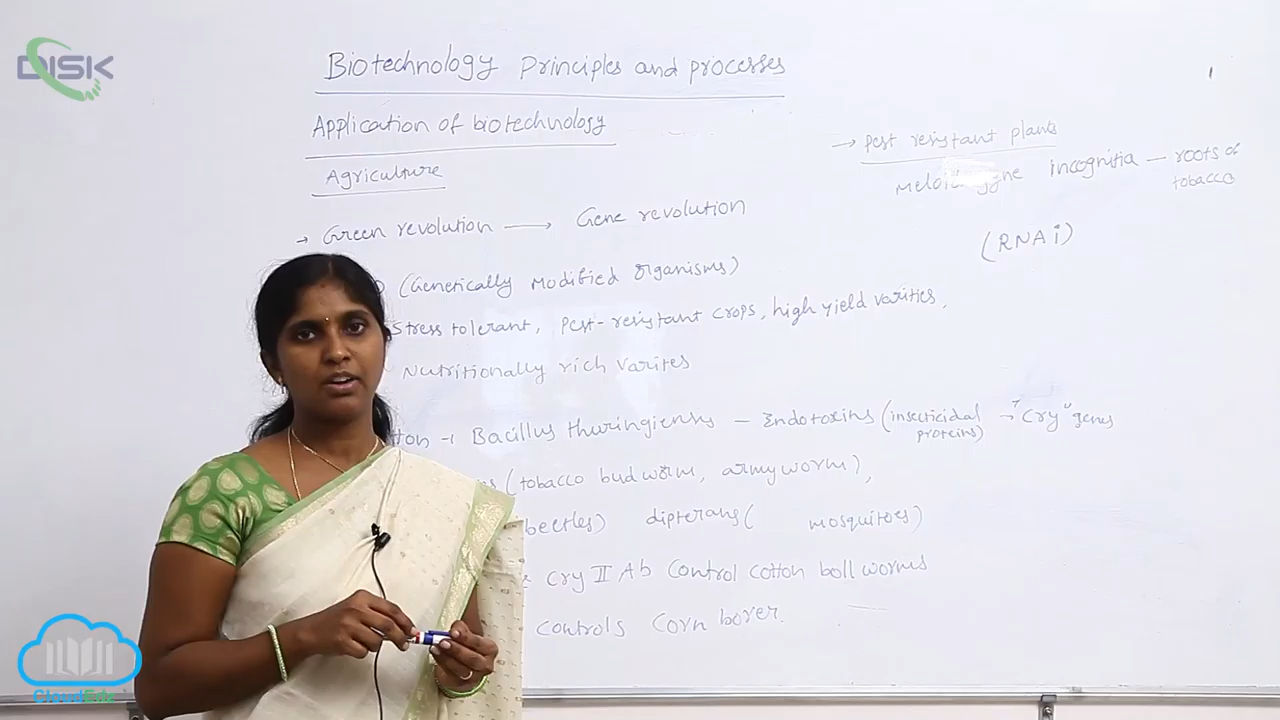 DISK
Biotechnology Principles and processes
Application of biotechnology
Agriculture
→ Green revolution → Gene revolution
(Genetically modified organisms)
Stress tolerant, Pest-resistant crops, high yield varities,
Nutritionally rich varites
Bacillus thuringienses - Endotoxins (insecticidal proteins) → "Cry" genes
(tobacco budworm, armyworm),
beetles) dipterans( mosquitoes)
Cry II Ab control cotton bollworms
controls corn borer.
→ Pest resistant plants
incognitia - roots of
tobacco
(RNAi)
CloudEdz